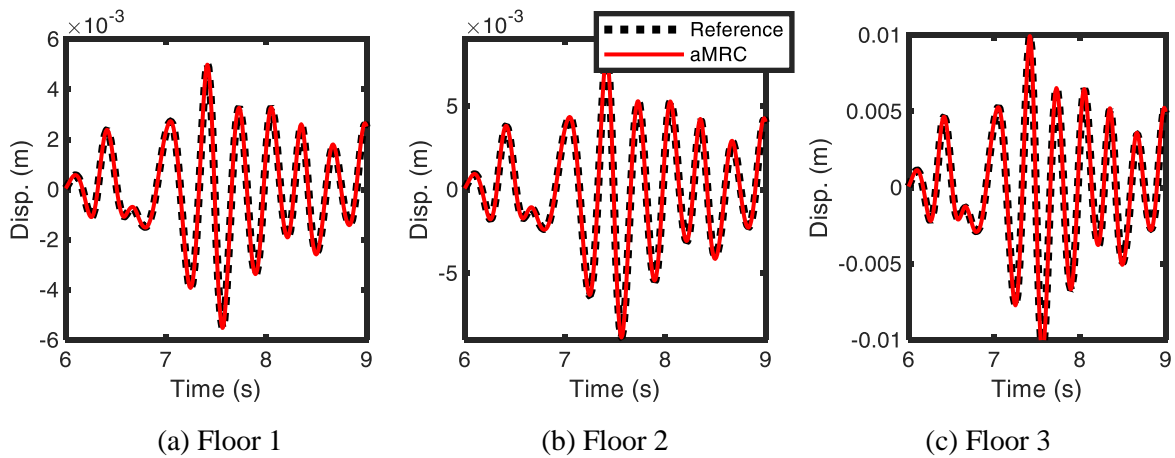 ×10⁻³
6
4
2
0
-2
-4
-6
Disp. (m)
6 7 8 9
Time (s)
(a) Floor 1
×10⁻³
5
0
-5
Disp. (m)
6 7 8 9
Time (s)
(b) Floor 2
Reference
aMRC
0.01
0.005
0
-0.005
-0.01
Disp. (m)
6 7 8 9
Time (s)
(c) Floor 3